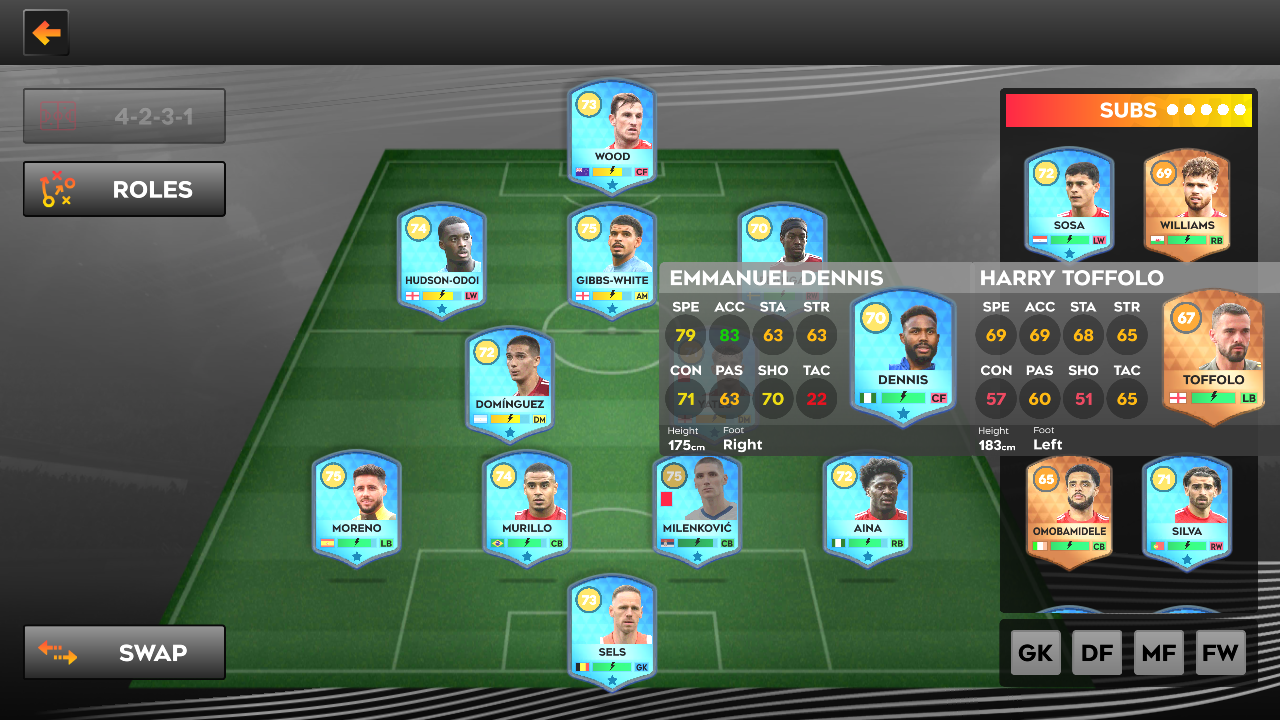 4-2-3-1
ROLES
SUBS
73
WOOD
CF
72
SOSA
LW
69
WILLIAMS
RB
74
HUDSON-ODOI
LW
75
GIBBS-WHITE
AM
70
EMMANUEL DENNIS
SPE ACC STA STR
79 83 63 63
CON PAS SHO TAC
71 63 70 22
Height Foot
175cm Right
70
DENNIS
CF
HARRY TOFFOLO
SPE ACC STA STR
69 69 68 65
CON PAS SHO TAC
57 60 51 65
Height Foot
183cm Left
67
TOFFOLO
LB
72
DOMÍNGUEZ
DM
75
MORENO
LB
74
MURILLO
CB
75
MILENKOVIĆ
CB
72
AINA
RB
65
OMOBAMIDELE
CB
71
SILVA
RW
73
SELS
GK
SWAP
GK DF MF FW